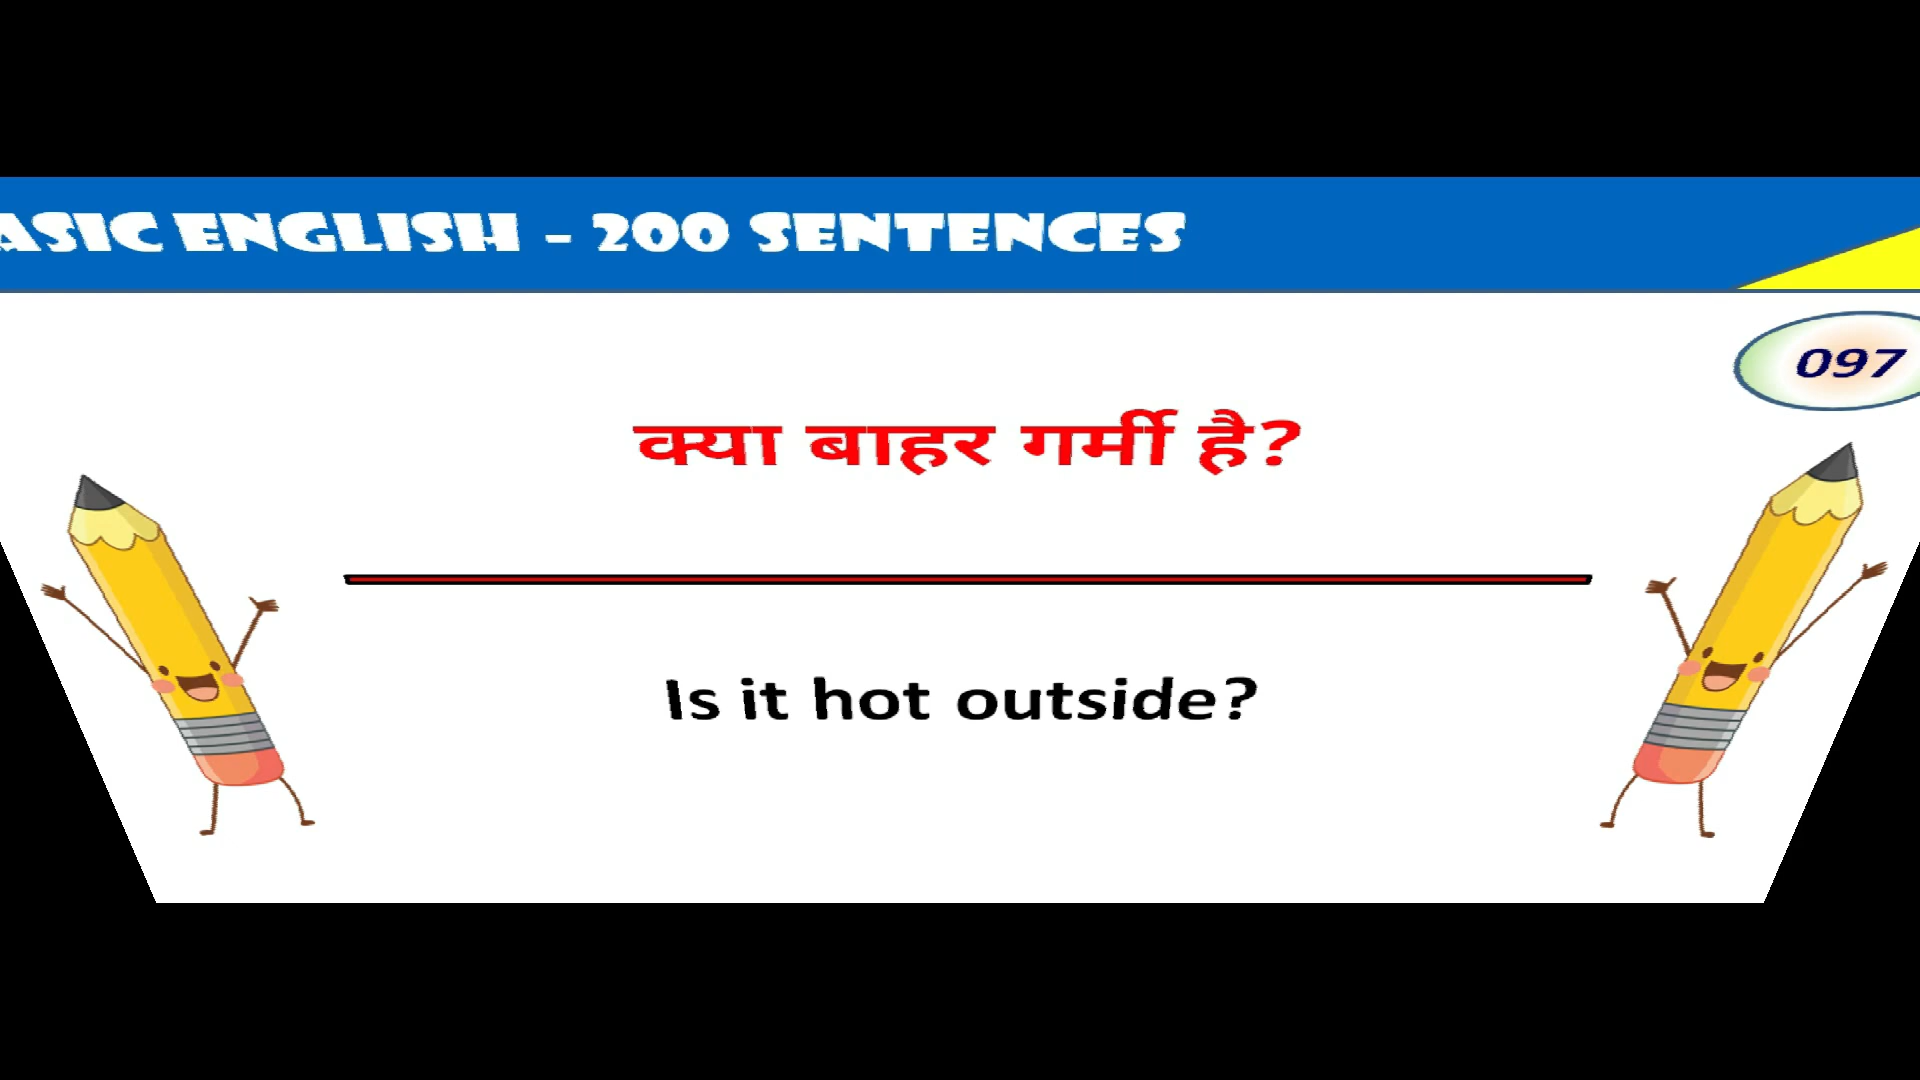 ASIC ENGLISH - 200 SENTENCES
097
क्या बाहर गर्मी है?
Is it hot outside?